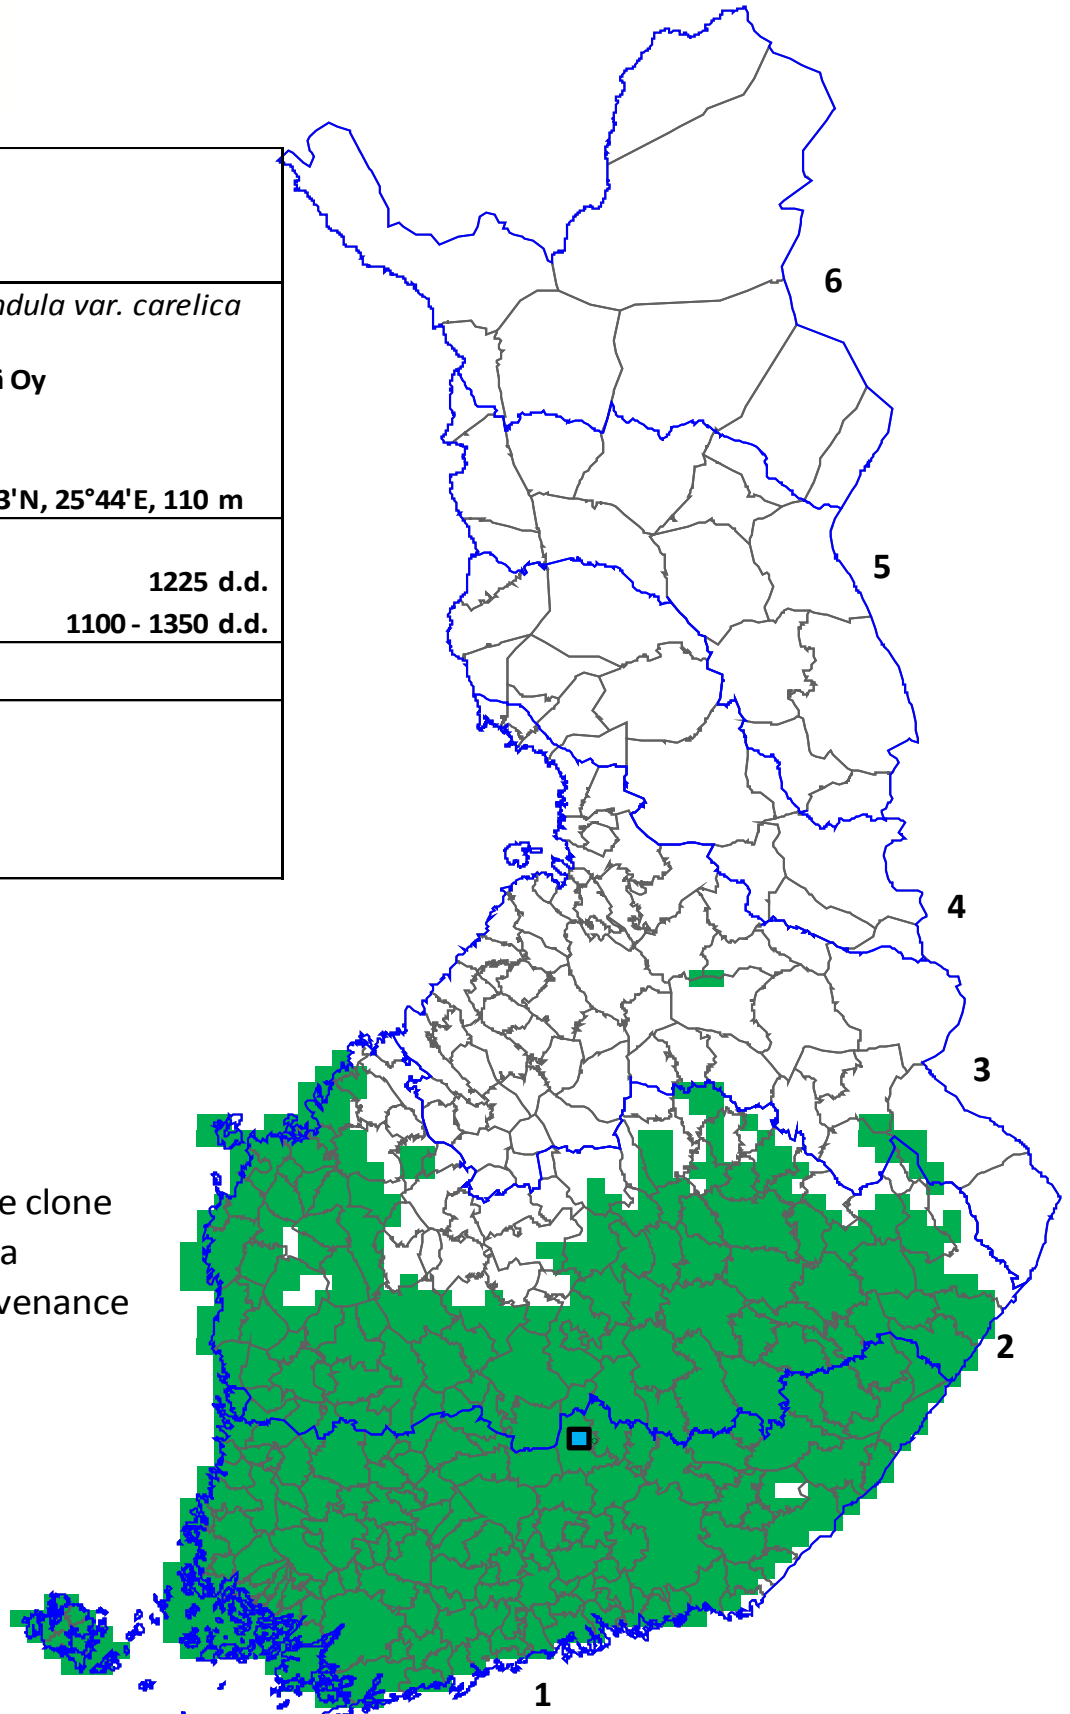 ndula var. carelica
Oy
3'N, 25°44'E, 110 m
1225 d.d.
1100 - 1350 d.d.
e clone
a
venance
6
5
4
3
2
1